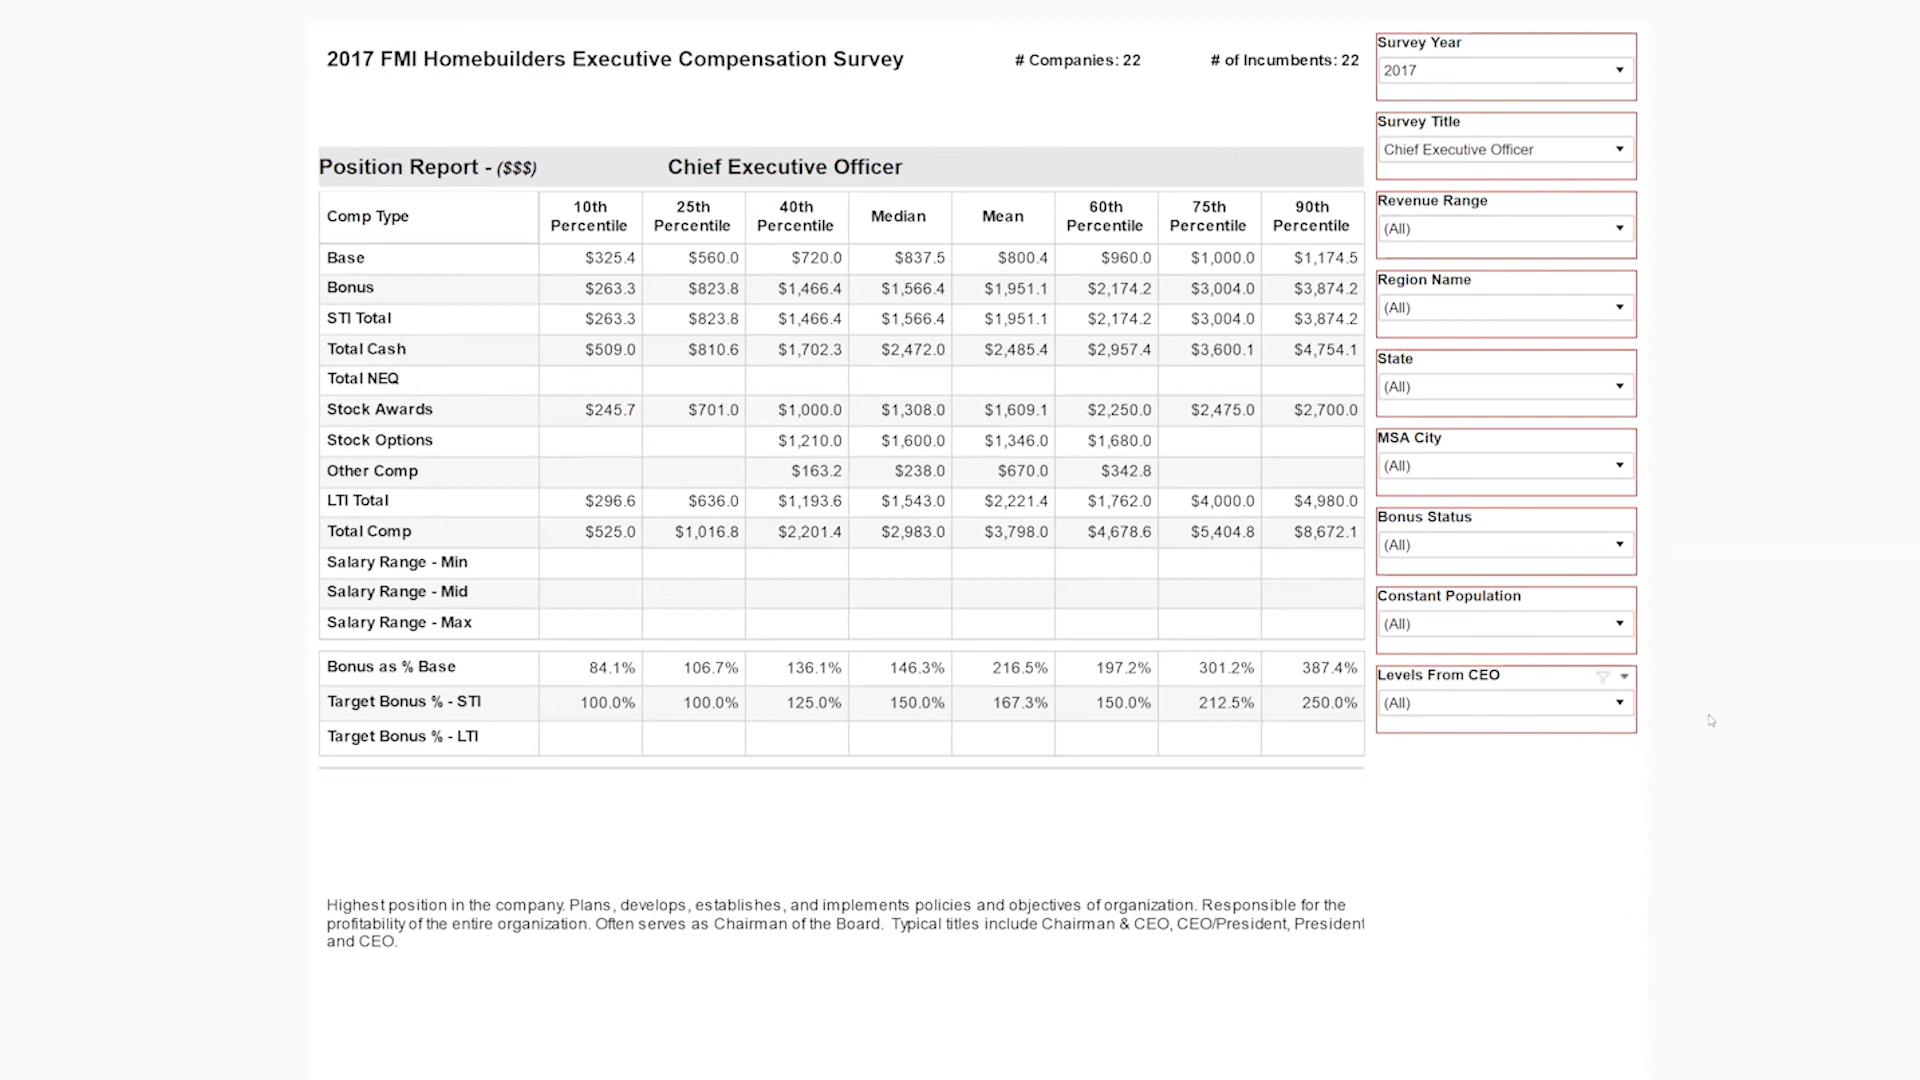 2017 FMI Homebuilders Executive Compensation Survey # Companies: 22 # of Incumbents: 22
Position Report - ($$$) Chief Executive Officer
Comp Type 10th Percentile 25th Percentile 40th Percentile Median Mean 60th Percentile 75th Percentile 90th Percentile
Base $325.4 $560.0 $720.0 $837.5 $800.4 $960.0 $1,000.0 $1,174.5
Bonus $263.3 $823.8 $1,466.4 $1,566.4 $1,951.1 $2,174.2 $3,004.0 $3,874.2
STI Total $263.3 $823.8 $1,466.4 $1,566.4 $1,951.1 $2,174.2 $3,004.0 $3,874.2
Total Cash $509.0 $810.6 $1,702.3 $2,472.0 $2,485.4 $2,957.4 $3,600.1 $4,754.1
Total NEQ
Stock Awards $245.7 $701.0 $1,000.0 $1,308.0 $1,609.1 $2,250.0 $2,475.0 $2,700.0
Stock Options $1,210.0 $1,600.0 $1,346.0 $1,680.0
Other Comp $163.2 $238.0 $670.0 $342.8
LTI Total $296.6 $636.0 $1,193.6 $1,543.0 $2,221.4 $1,762.0 $4,000.0 $4,980.0
Total Comp $525.0 $1,016.8 $2,201.4 $2,983.0 $3,798.0 $4,678.6 $5,404.8 $8,672.1
Salary Range - Min
Salary Range - Mid
Salary Range - Max
Bonus as % Base 84.1% 106.7% 136.1% 146.3% 216.5% 197.2% 301.2% 387.4%
Target Bonus % - STI 100.0% 100.0% 125.0% 150.0% 167.3% 150.0% 212.5% 250.0%
Target Bonus % - LTI
Highest position in the company. Plans, develops, establishes, and implements policies and objectives of organization. Responsible for the
profitability of the entire organization. Often serves as Chairman of the Board. Typical titles include Chairman & CEO, CEO/President, President
and CEO.
Survey Year
2017
Survey Title
Chief Executive Officer
Revenue Range
(All)
Region Name
(All)
State
(All)
MSA City
(All)
Bonus Status
(All)
Constant Population
(All)
Levels From CEO
(All)